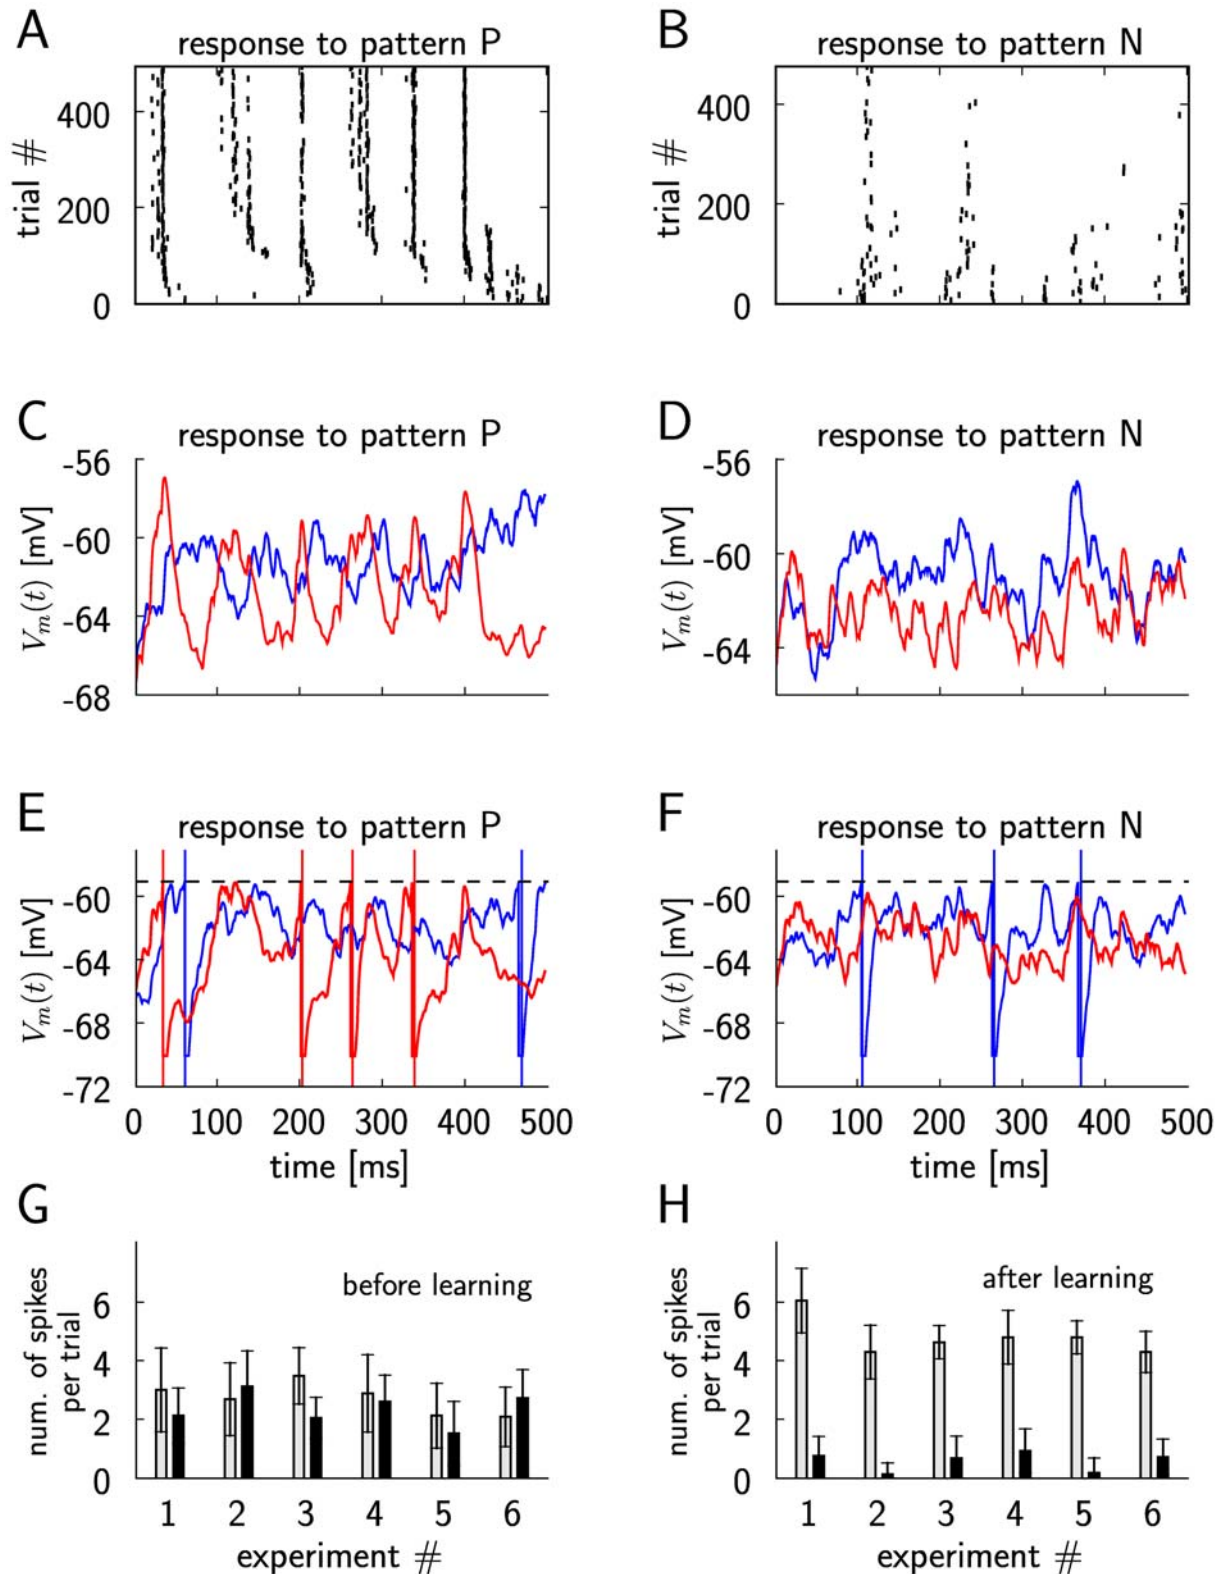 A
response to pattern P
trial #
400
200
0
B
response to pattern N
trial #
400
200
0
C
response to pattern P
V_m(t) [mV]
-56
-60
-64
-68
D
response to pattern N
V_m(t) [mV]
-56
-60
-64
E
response to pattern P
V_m(t) [mV]
-60
-64
-68
-72
0 100 200 300 400 500
time [ms]
F
response to pattern N
V_m(t) [mV]
-60
-64
-68
-72
0 100 200 300 400 500
time [ms]
G
before learning
num. of spikes
per trial
6
4
2
0
1 2 3 4 5 6
experiment #
H
after learning
num. of spikes
per trial
6
4
2
0
1 2 3 4 5 6
experiment #